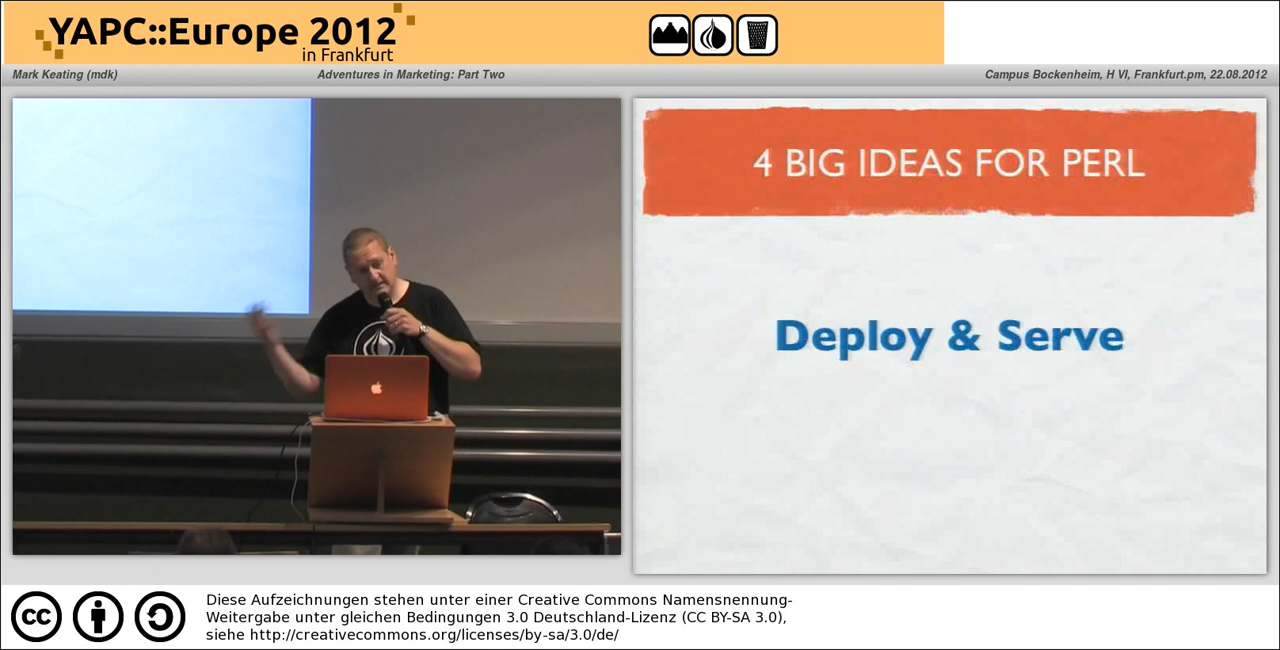 YAPC::Europe 2012
in Frankfurt
Mark Keating (mdk)
Adventures in Marketing: Part Two
Campus Bockenheim, H VI, Frankfurt.pm, 22.08.2012
4 BIG IDEAS FOR PERL
Deploy & Serve
cc
Diese Aufzeichnungen stehen unter einer Creative Commons Namensnennung-
Weitergabe unter gleichen Bedingungen 3.0 Deutschland-Lizenz (CC BY-SA 3.0),
siehe http://creativecommons.org/licenses/by-sa/3.0/de/